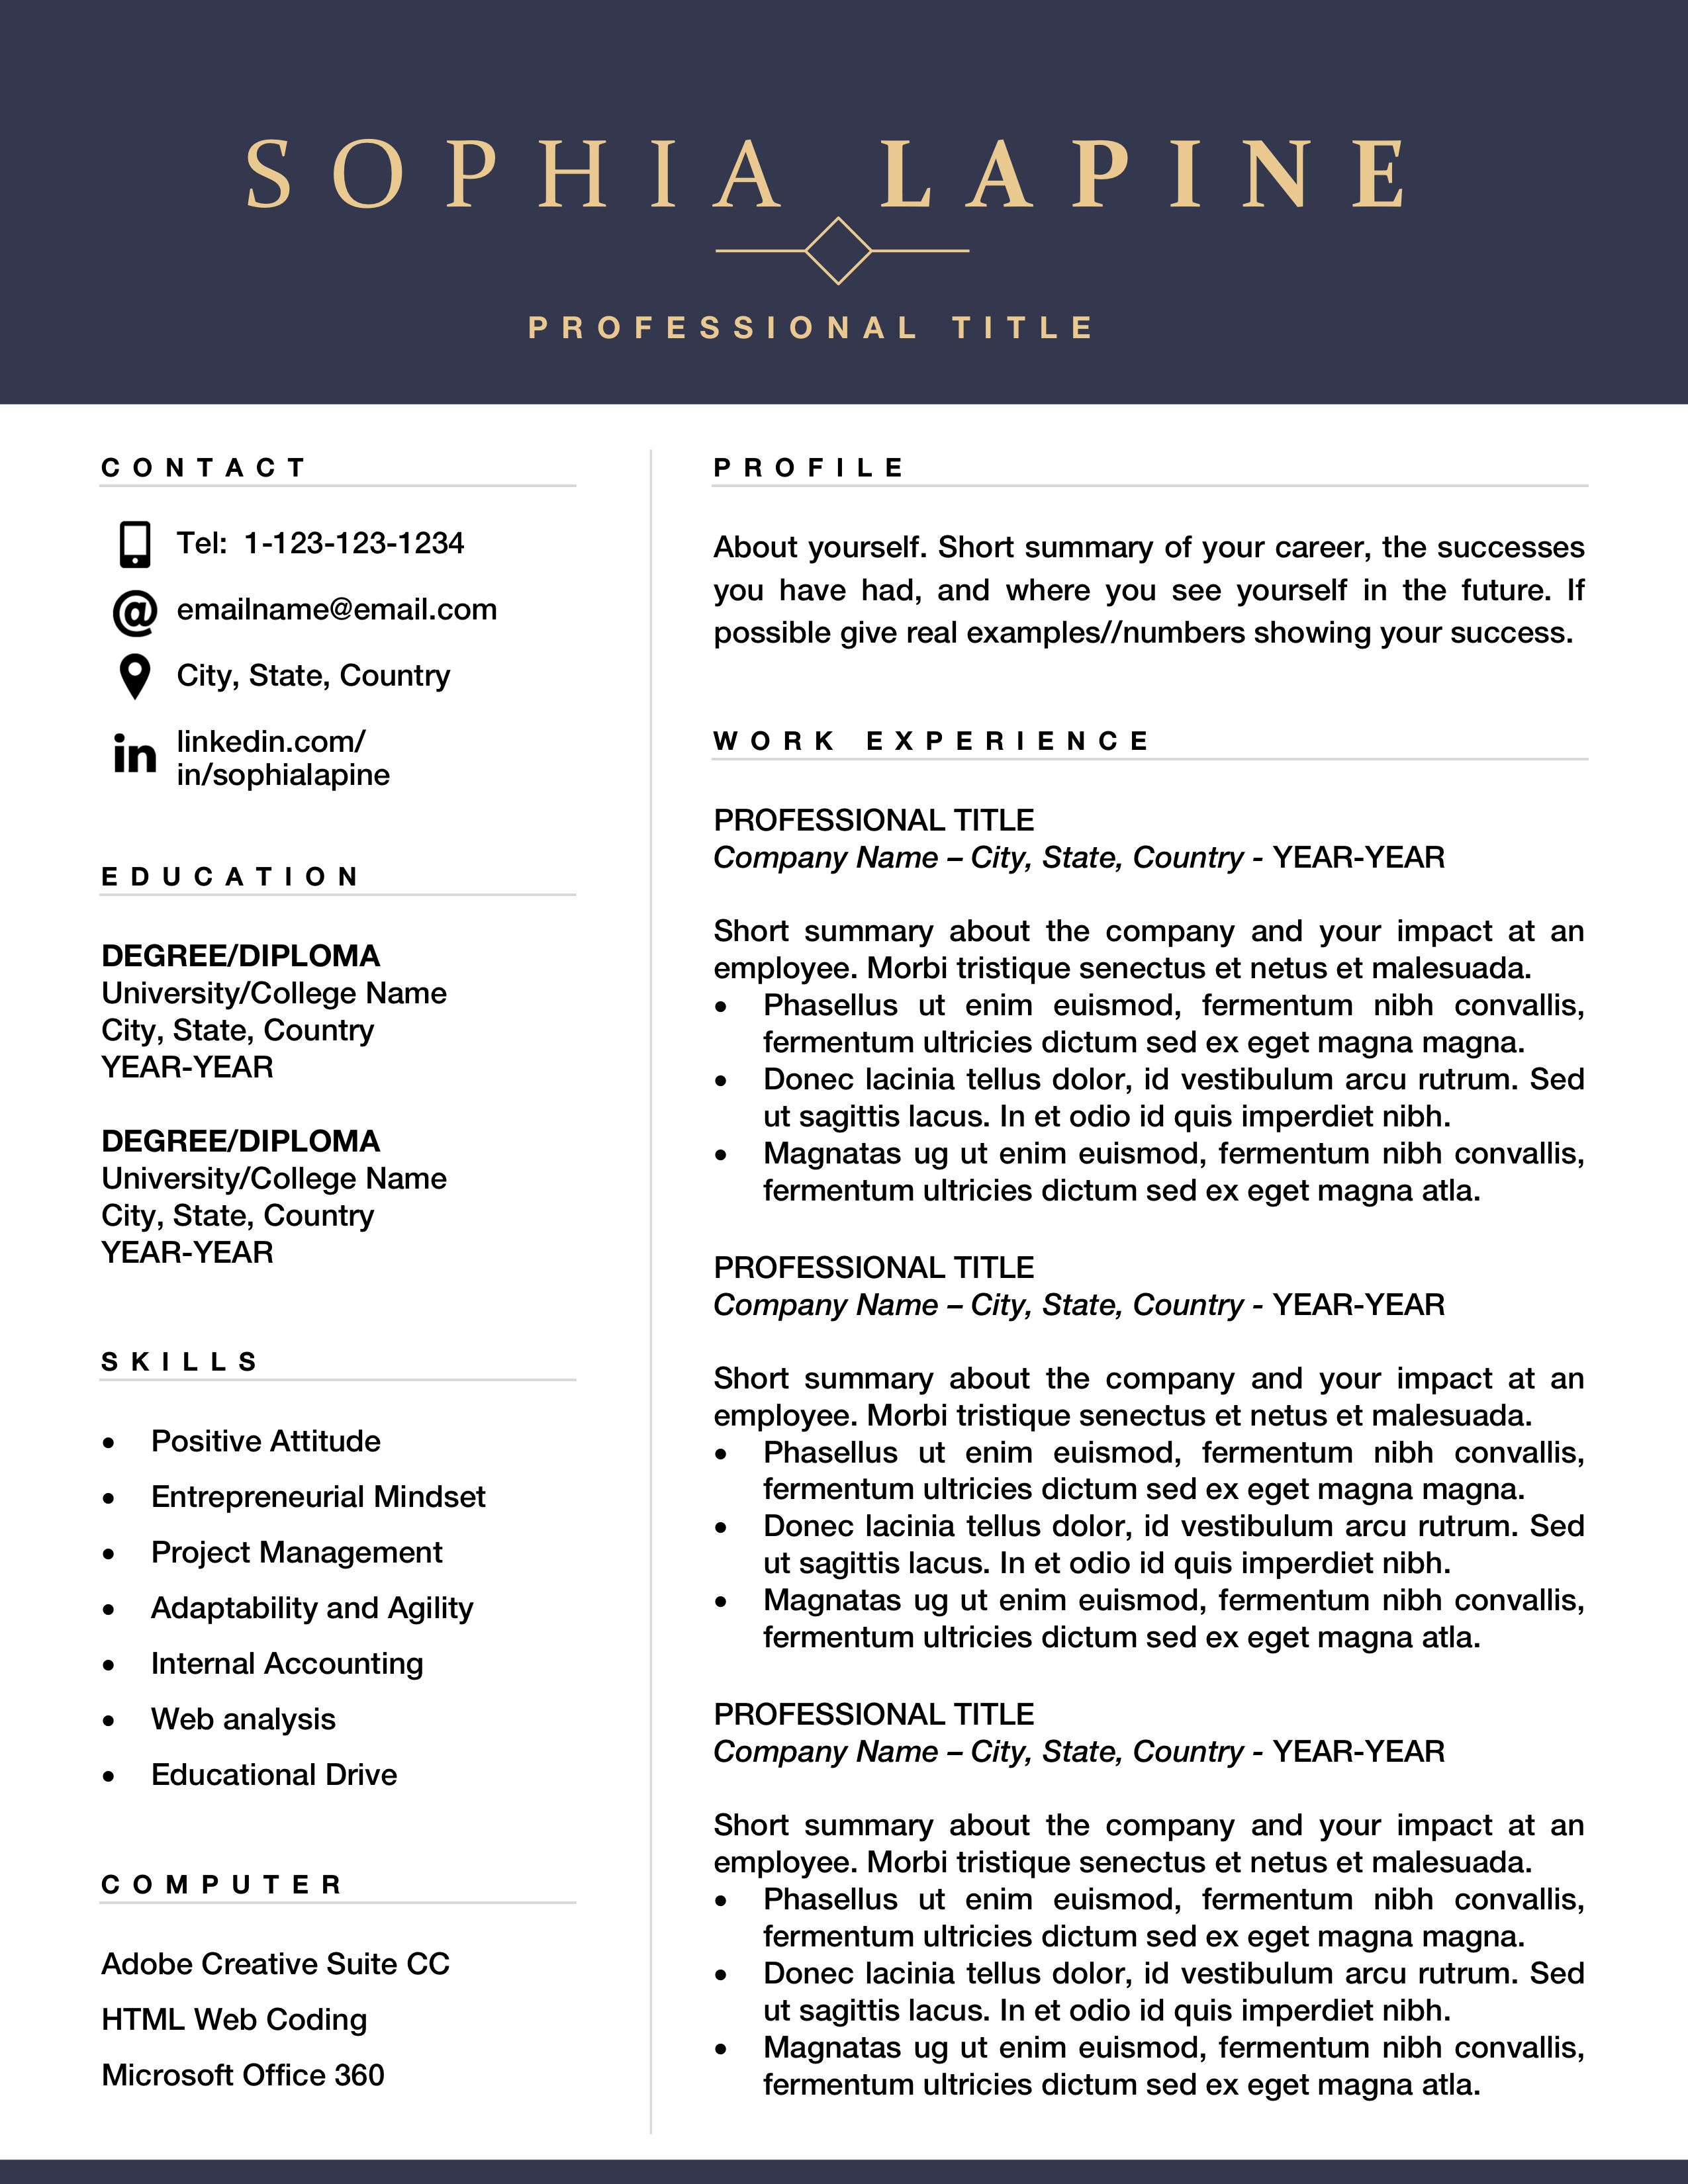 SOPHIA LAPINE
PROFESSIONAL TITLE
CONTACT
Tel: 1-123-123-1234
emailname@email.com
City, State, Country
in
linkedin.com/
in/sophialapine
EDUCATION
DEGREE/DIPLOMA
University/College Name
City, State, Country
YEAR-YEAR
DEGREE/DIPLOMA
University/College Name
City, State, Country
YEAR-YEAR
SKILLS
• Positive Attitude
• Entrepreneurial Mindset
• Project Management
• Adaptability and Agility
• Internal Accounting
• Web analysis
• Educational Drive
COMPUTER
Adobe Creative Suite CC
HTML Web Coding
Microsoft Office 360
PROFILE
About yourself. Short summary of your career, the successes
you have had, and where you see yourself in the future. If
possible give real examples//numbers showing your success.
WORK EXPERIENCE
PROFESSIONAL TITLE
Company Name – City, State, Country - YEAR-YEAR
Short summary about the company and your impact at an
employee. Morbi tristique senectus et netus et malesuada.
• Phasellus ut enim euismod, fermentum nibh convallis,
fermentum ultricies dictum sed ex eget magna magna.
• Donec lacinia tellus dolor, id vestibulum arcu rutrum. Sed
ut sagittis lacus. In et odio id quis imperdiet nibh.
• Magnatas ug ut enim euismod, fermentum nibh convallis,
fermentum ultricies dictum sed ex eget magna atla.
PROFESSIONAL TITLE
Company Name – City, State, Country - YEAR-YEAR
Short summary about the company and your impact at an
employee. Morbi tristique senectus et netus et malesuada.
• Phasellus ut enim euismod, fermentum nibh convallis,
fermentum ultricies dictum sed ex eget magna magna.
• Donec lacinia tellus dolor, id vestibulum arcu rutrum. Sed
ut sagittis lacus. In et odio id quis imperdiet nibh.
• Magnatas ug ut enim euismod, fermentum nibh convallis,
fermentum ultricies dictum sed ex eget magna atla.
PROFESSIONAL TITLE
Company Name – City, State, Country - YEAR-YEAR
Short summary about the company and your impact at an
employee. Morbi tristique senectus et netus et malesuada.
• Phasellus ut enim euismod, fermentum nibh convallis,
fermentum ultricies dictum sed ex eget magna magna.
• Donec lacinia tellus dolor, id vestibulum arcu rutrum. Sed
ut sagittis lacus. In et odio id quis imperdiet nibh.
• Magnatas ug ut enim euismod, fermentum nibh convallis,
fermentum ultricies dictum sed ex eget magna atla.